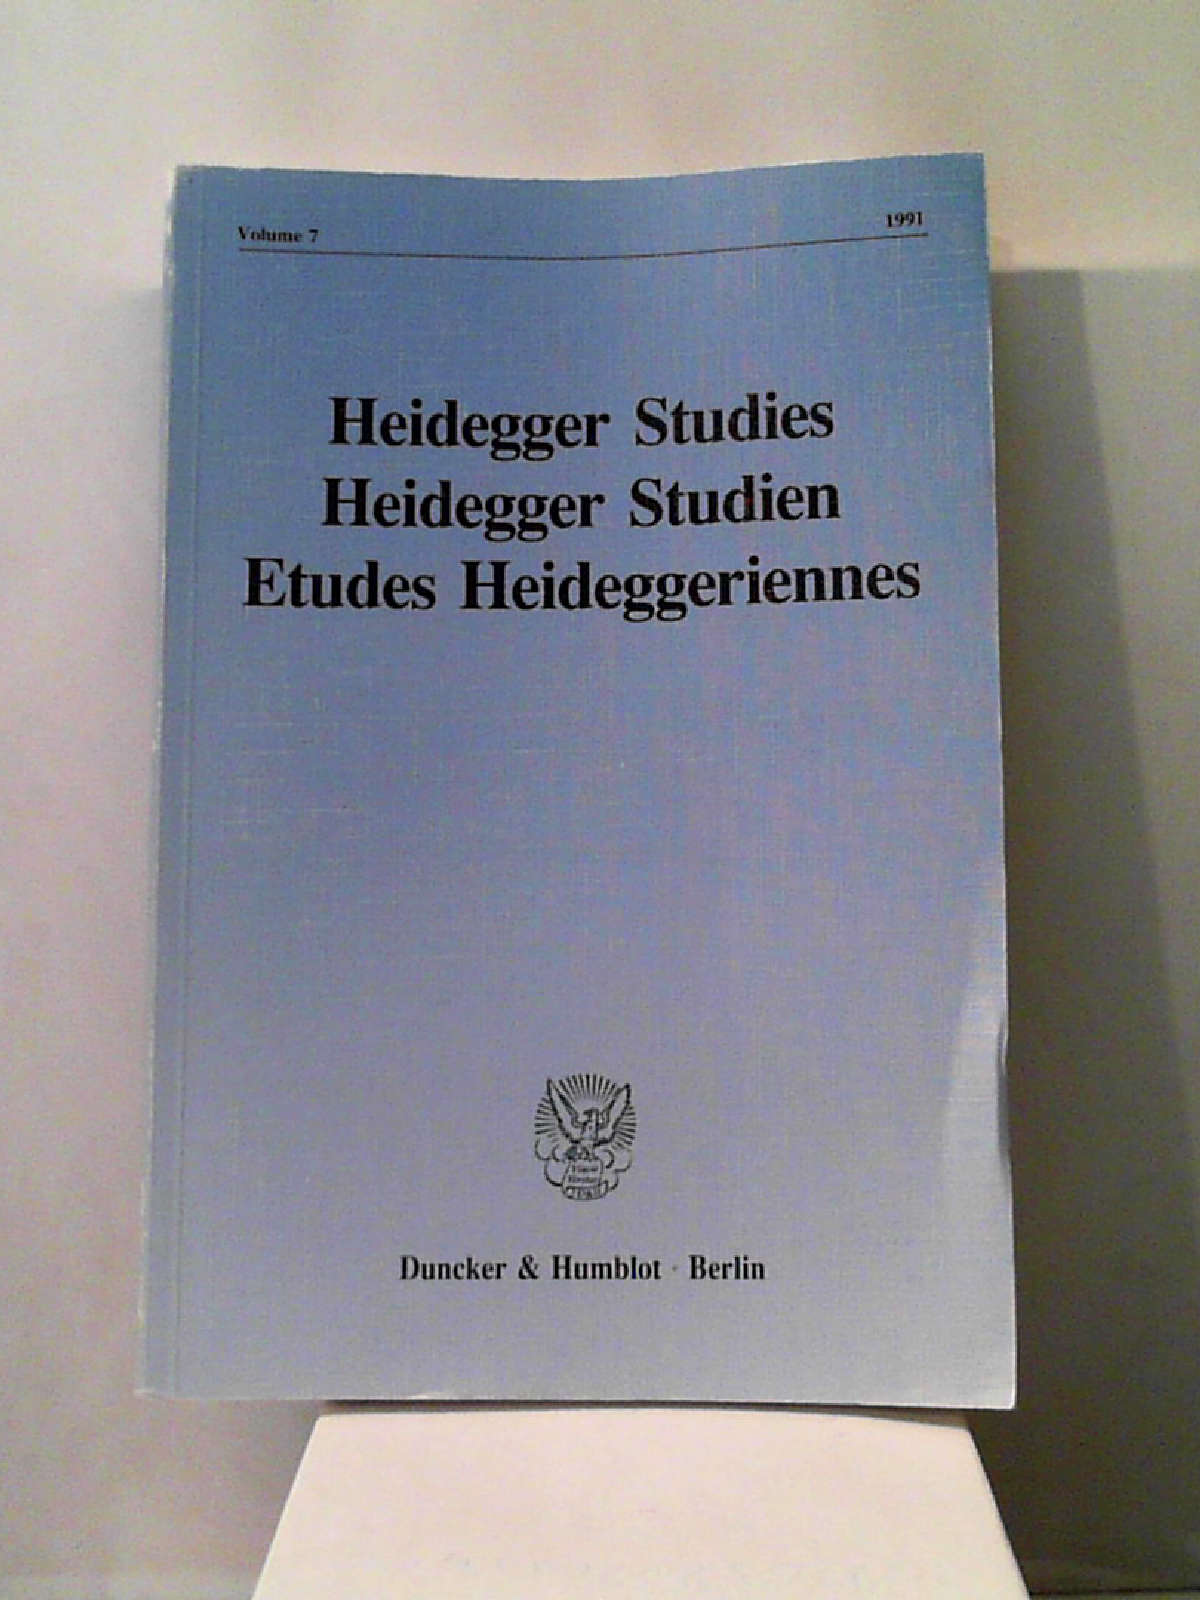 Volume 7
1991
Heidegger Studies
Heidegger Studien
Etudes Heideggeriennes
Duncker & Humblot · Berlin